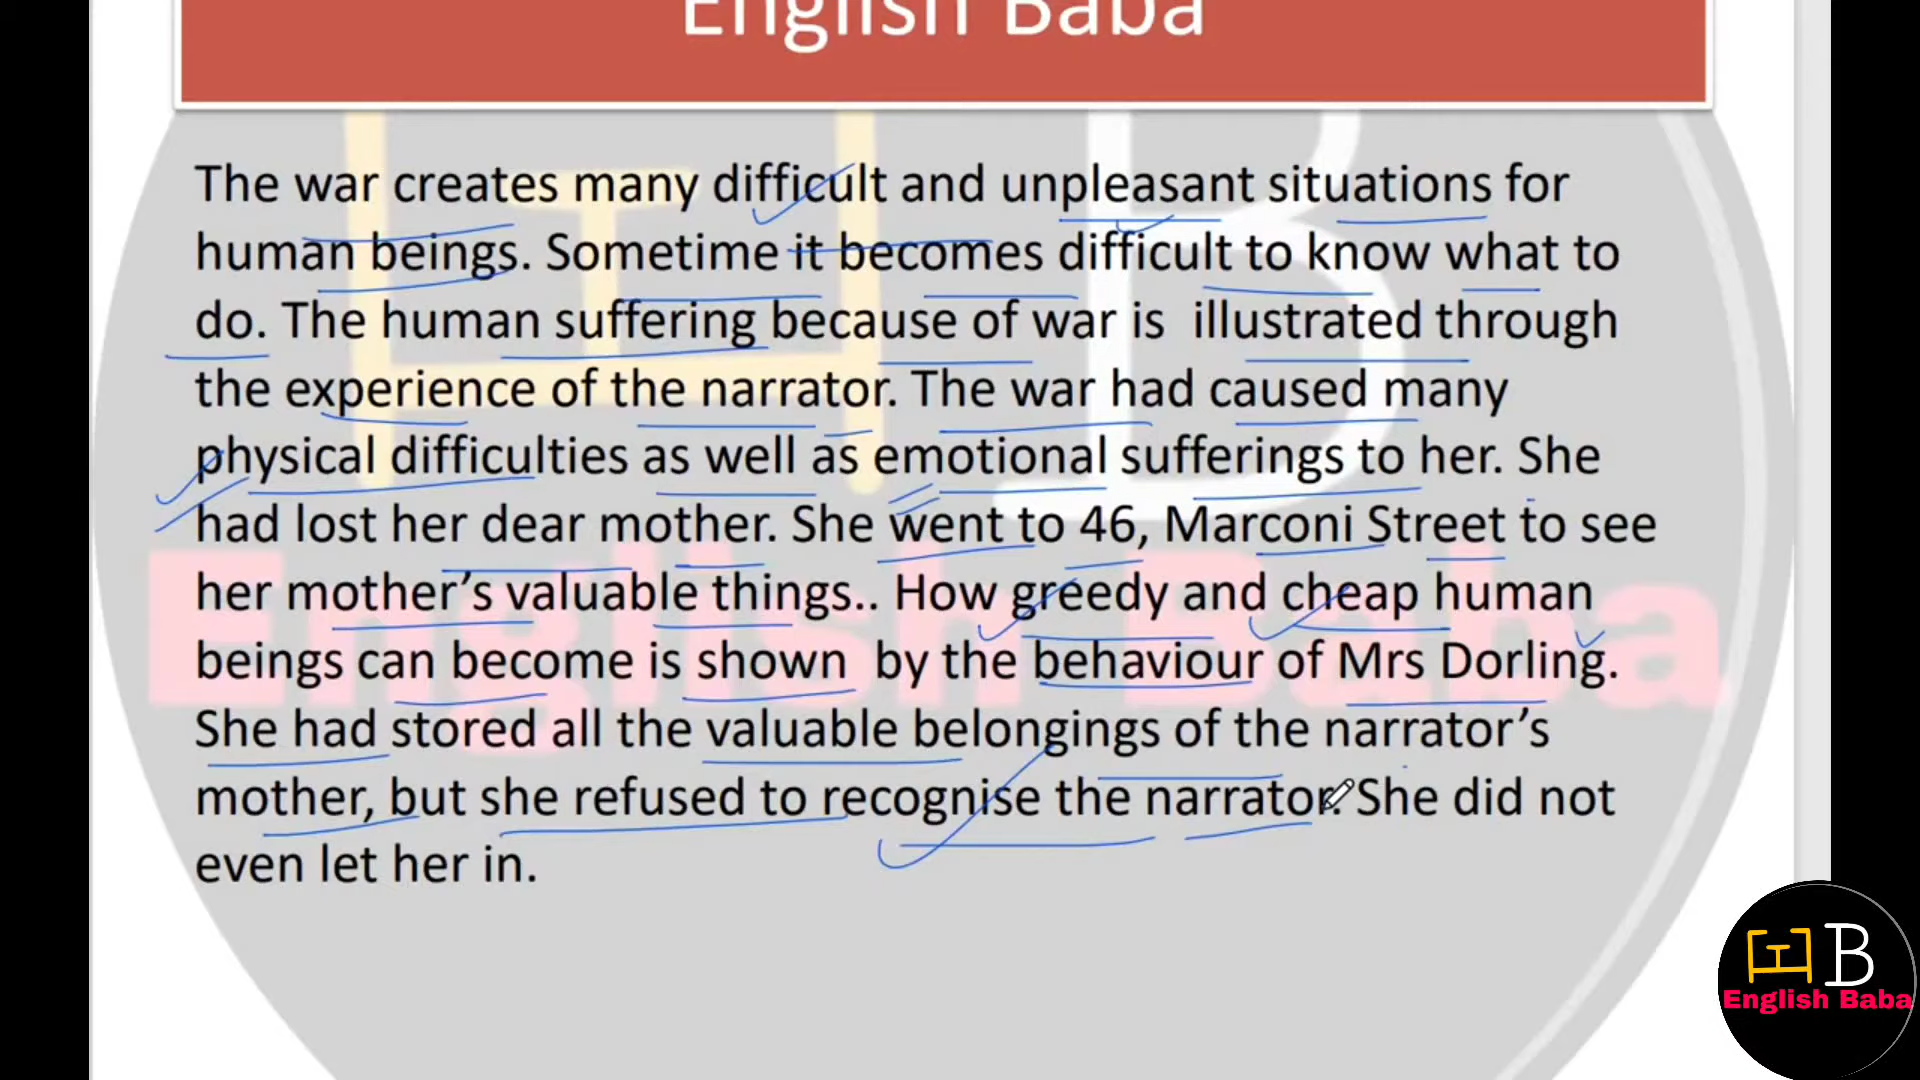 English Baba
The war creates many difficult and unpleasant situations for
human beings. Sometime it becomes difficult to know what to
do. The human suffering because of war is illustrated through
the experience of the narrator. The war had caused many
physical difficulties as well as emotional sufferings to her. She
had lost her dear mother. She went to 46, Marconi Street to see
her mother’s valuable things.. How greedy and cheap human
beings can become is shown by the behaviour of Mrs Dorling.
She had stored all the valuable belongings of the narrator’s
mother, but she refused to recognise the narrator. She did not
even let her in.
English Baba
B
English Baba